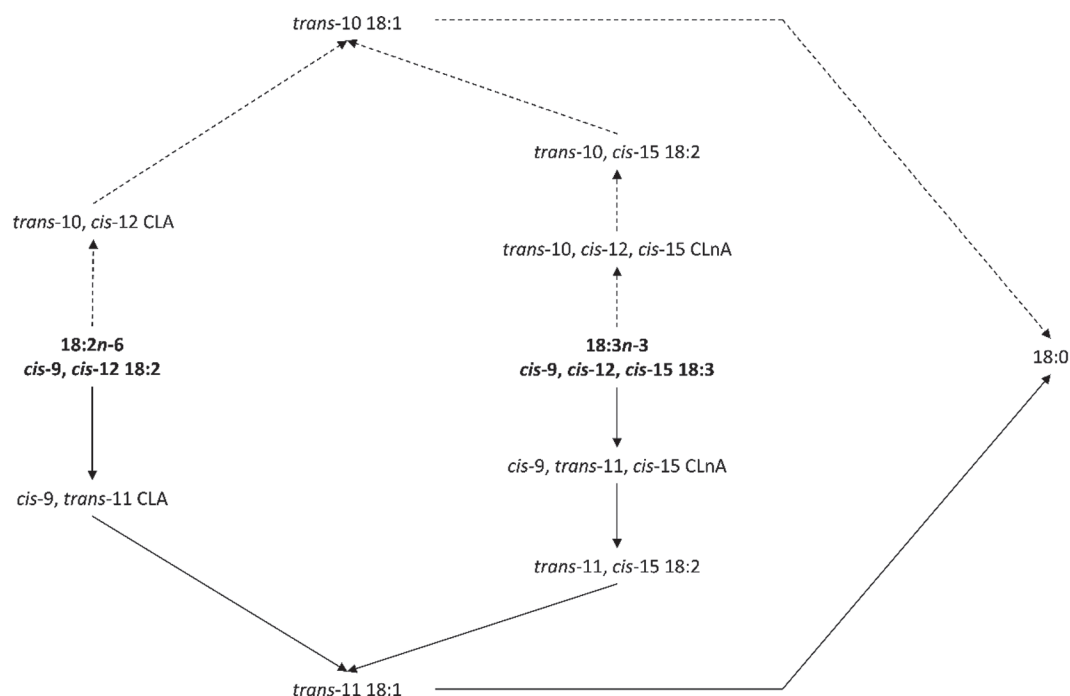 trans-10 18:1
trans-10, cis-15 18:2
trans-10, cis-12 CLA
trans-10, cis-12, cis-15 CLnA
18:2n-6
cis-9, cis-12 18:2
18:3n-3
cis-9, cis-12, cis-15 18:3
18:0
cis-9, trans-11, cis-15 CLnA
cis-9, trans-11 CLA
trans-11, cis-15 18:2
trans-11 18:1